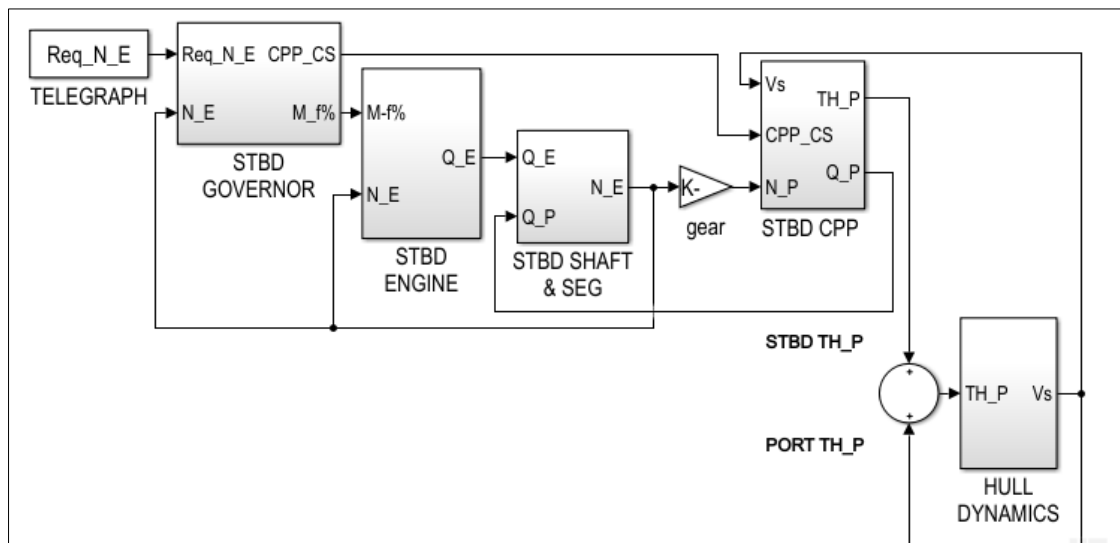 Req_N_E
TELEGRAPH
Req_N_E
CPP_CS
N_E
M_f%
STBD
GOVERNOR
M-f%
Q_E
N_E
STBD
ENGINE
Q_E
N_E
Q_P
STBD SHAFT
& SEG
K-
gear
Vs
TH_P
CPP_CS
Q_P
N_P
STBD CPP
STBD TH_P
PORT TH_P
+
+
TH_P
Vs
HULL
DYNAMICS